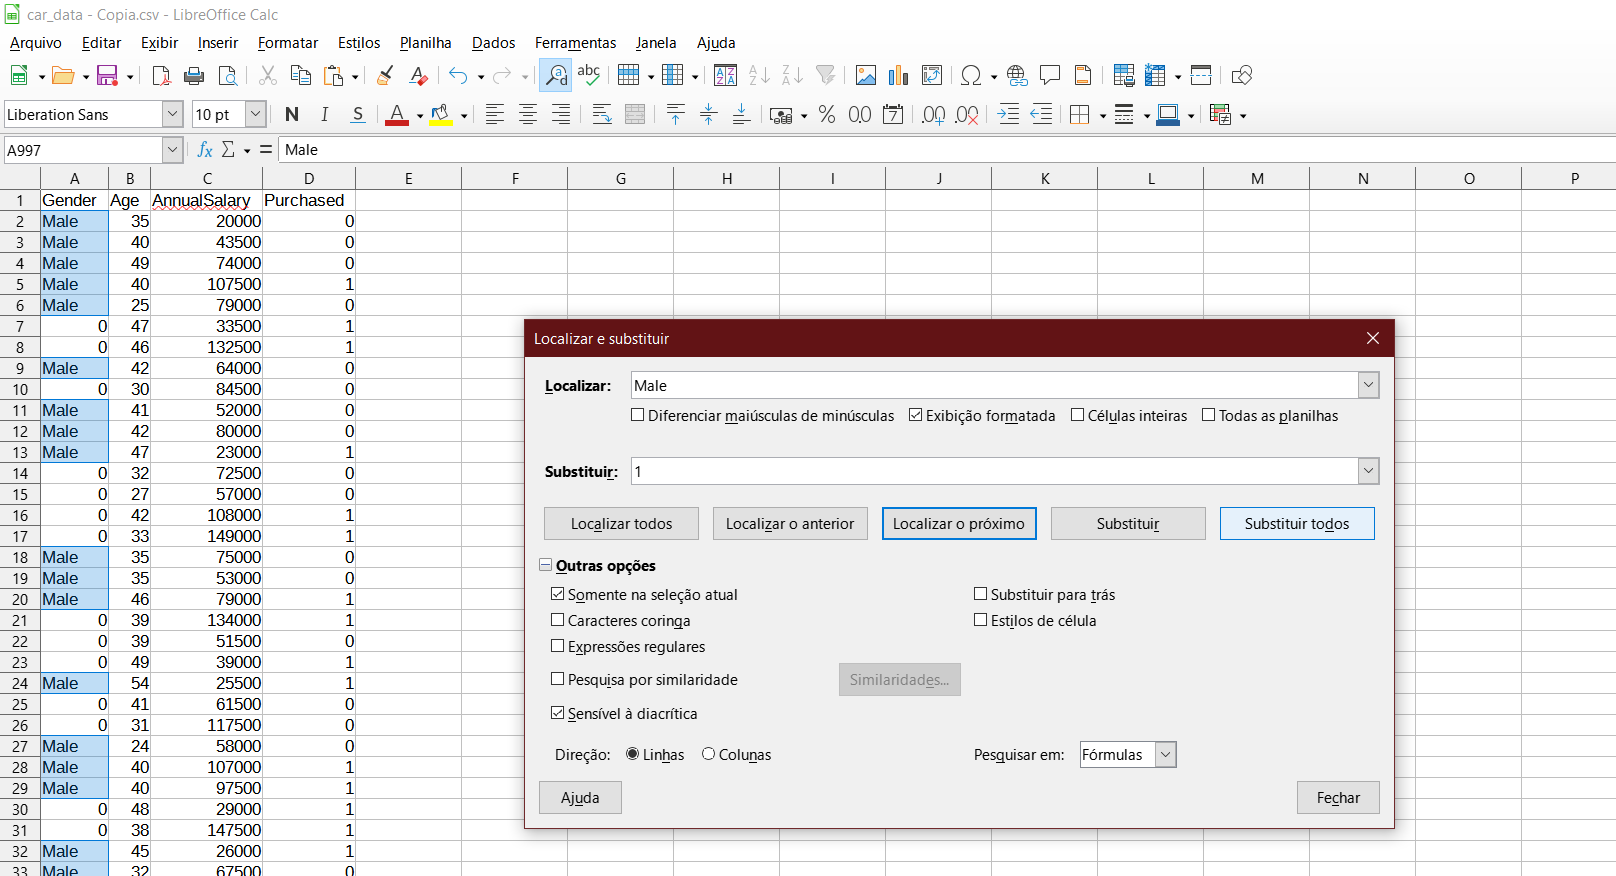 car_data - Copia.csv - LibreOffice Calc
Arquivo Editar Exibir Inserir Formatar Estilos Planilha Dados Ferramentas Janela Ajuda
Liberation Sans 10 pt N I S
A997 fx Σ = Male
A B C D E F G H I J K L M N O P
1 Gender Age AnnualSalary Purchased
2 Male 35 20000 0
3 Male 40 43500 0
4 Male 49 74000 0
5 Male 40 107500 1
6 Male 25 79000 0
7 0 47 33500 1
8 0 46 132500 1
9 Male 42 64000 0
10 0 30 84500 0
11 Male 41 52000 0
12 Male 42 80000 0
13 Male 47 23000 1
14 0 32 72500 0
15 0 27 57000 0
16 0 42 108000 1
17 0 33 149000 1
18 Male 35 75000 0
19 Male 35 53000 0
20 Male 46 79000 1
21 0 39 134000 1
22 0 39 51500 0
23 0 49 39000 1
24 Male 54 25500 1
25 0 41 61500 0
26 0 31 117500 0
27 Male 24 58000 0
28 Male 40 107000 1
29 Male 40 97500 1
30 0 48 29000 1
31 0 38 147500 1
32 Male 45 26000 1
33 Male 32 67500 0
Localizar e substituir
Localizar: Male
Diferenciar maiúsculas de minúsculas Exibição formatada Células inteiras Todas as planilhas
Substituir: 1
Localizar todos Localizar o anterior Localizar o próximo Substituir Substituir todos
Outras opções
Somente na seleção atual Substituir para trás
Caracteres coringa Estilos de célula
Expressões regulares
Pesquisa por similaridade Similaridades...
Sensível à diacrítica
Direção: Linhas Colunas Pesquisar em: Fórmulas
Ajuda Fechar